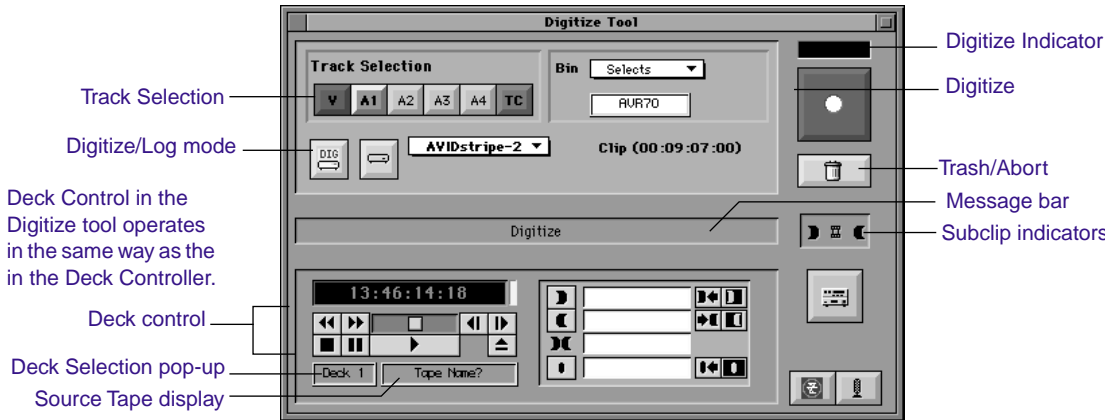 Digitize Tool
Digitize Indicator
Track Selection
Bin
Selects
Track Selection
V A1 A2 A3 A4 TC
AVR70
Digitize
Digitize/Log mode
DIG
AVIDstripe-2
Clip (00:09:07:00)
Trash/Abort
Deck Control in the
Digitize tool operates
in the same way as the
in the Deck Controller.
Message bar
Digitize
Subclip indicators
13:46:14:18
Deck control
Deck Selection pop-up
Deck 1
Tape Name?
Source Tape display